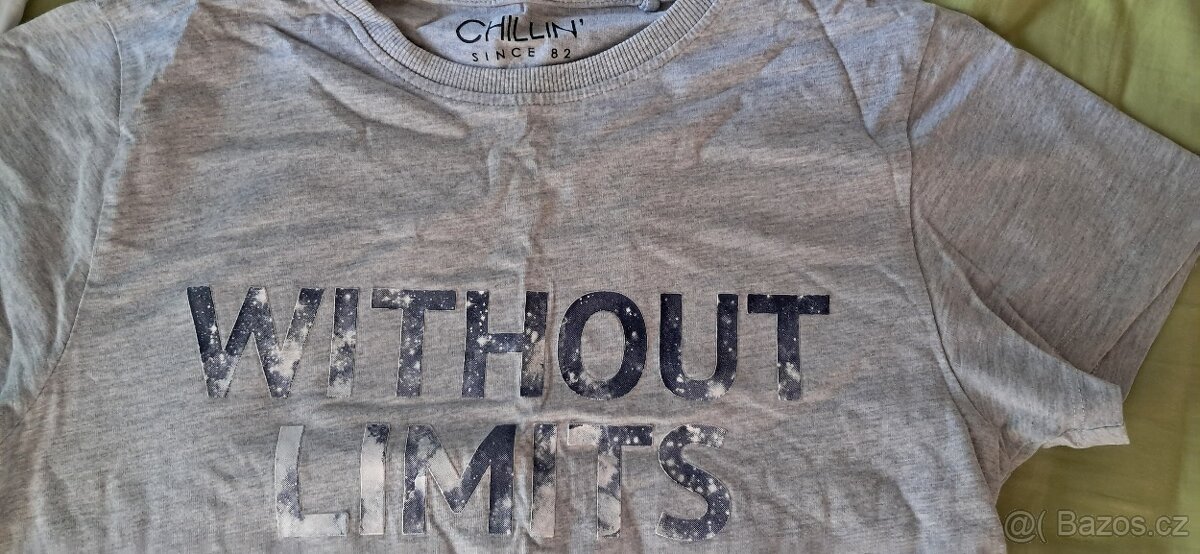 CHILLIN'
SINCE 82
WITHOUT
LIMITS
@( Bazos.cz